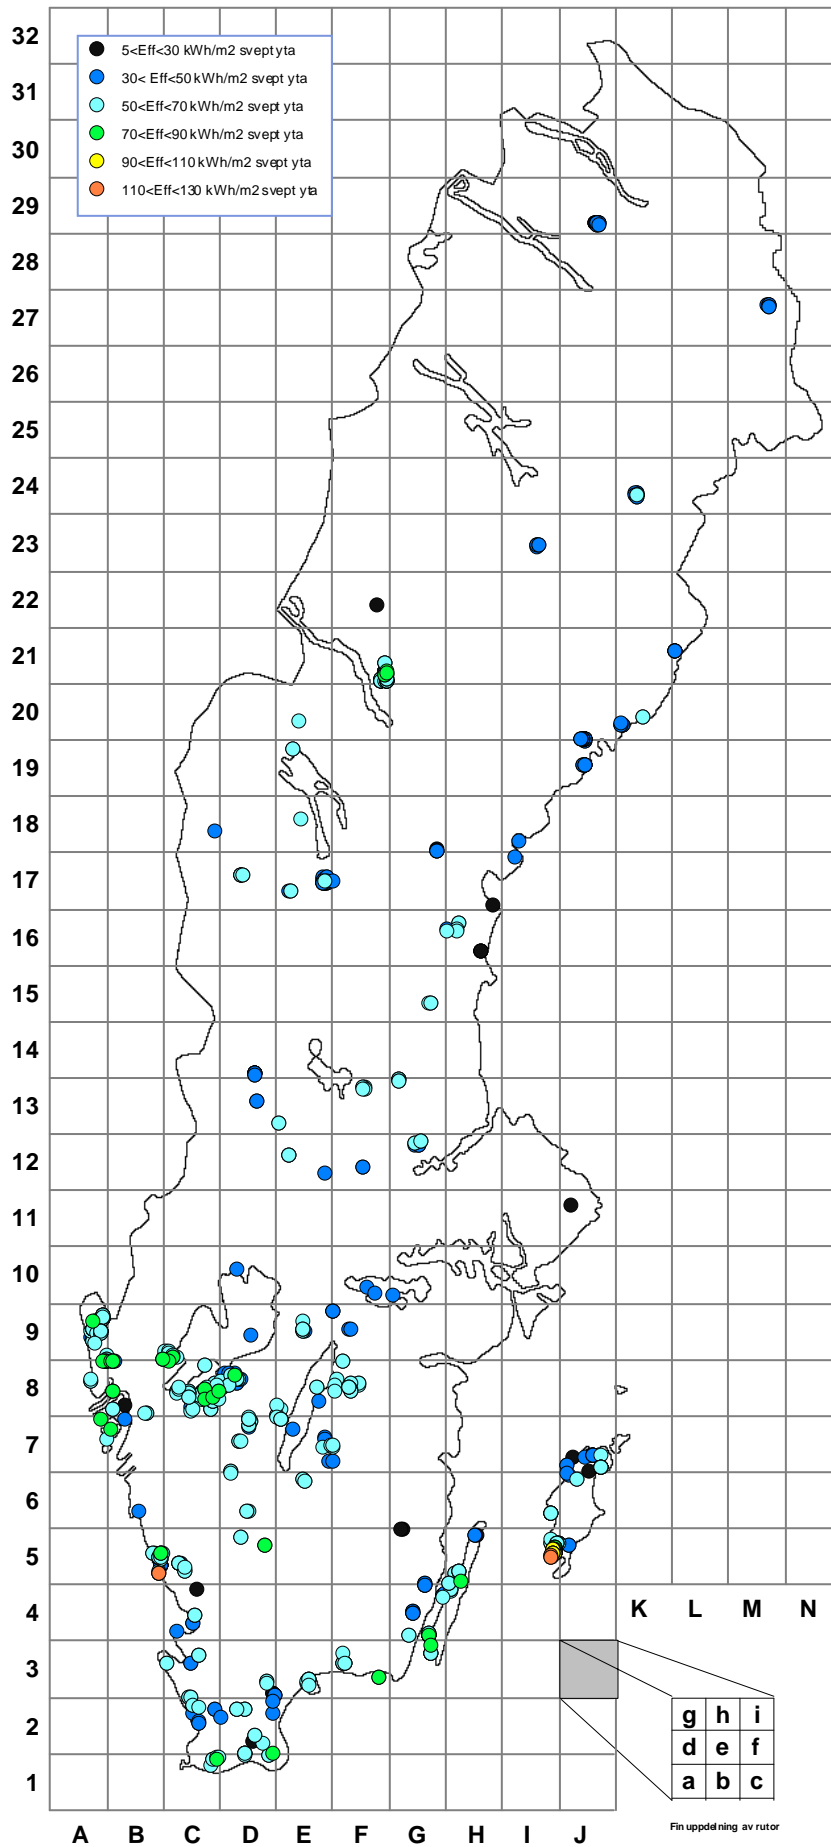 32
31
30
29
28
27
26
25
24
23
22
21
20
19
18
17
16
15
14
13
12
11
10
9
8
7
6
5
4
3
2
1
5<Eff<30 kWh/m2 svept yta
30< Eff<50 kWh/m2 svept yta
50<Eff<70 kWh/m2 svept yta
70<Eff<90 kWh/m2 svept yta
90<Eff<110 kWh/m2 svept yta
110<Eff<130 kWh/m2 svept yta
K L M N
g h i
d e f
a b c
Fin uppdelning av rutor
A B C D E F G H I J